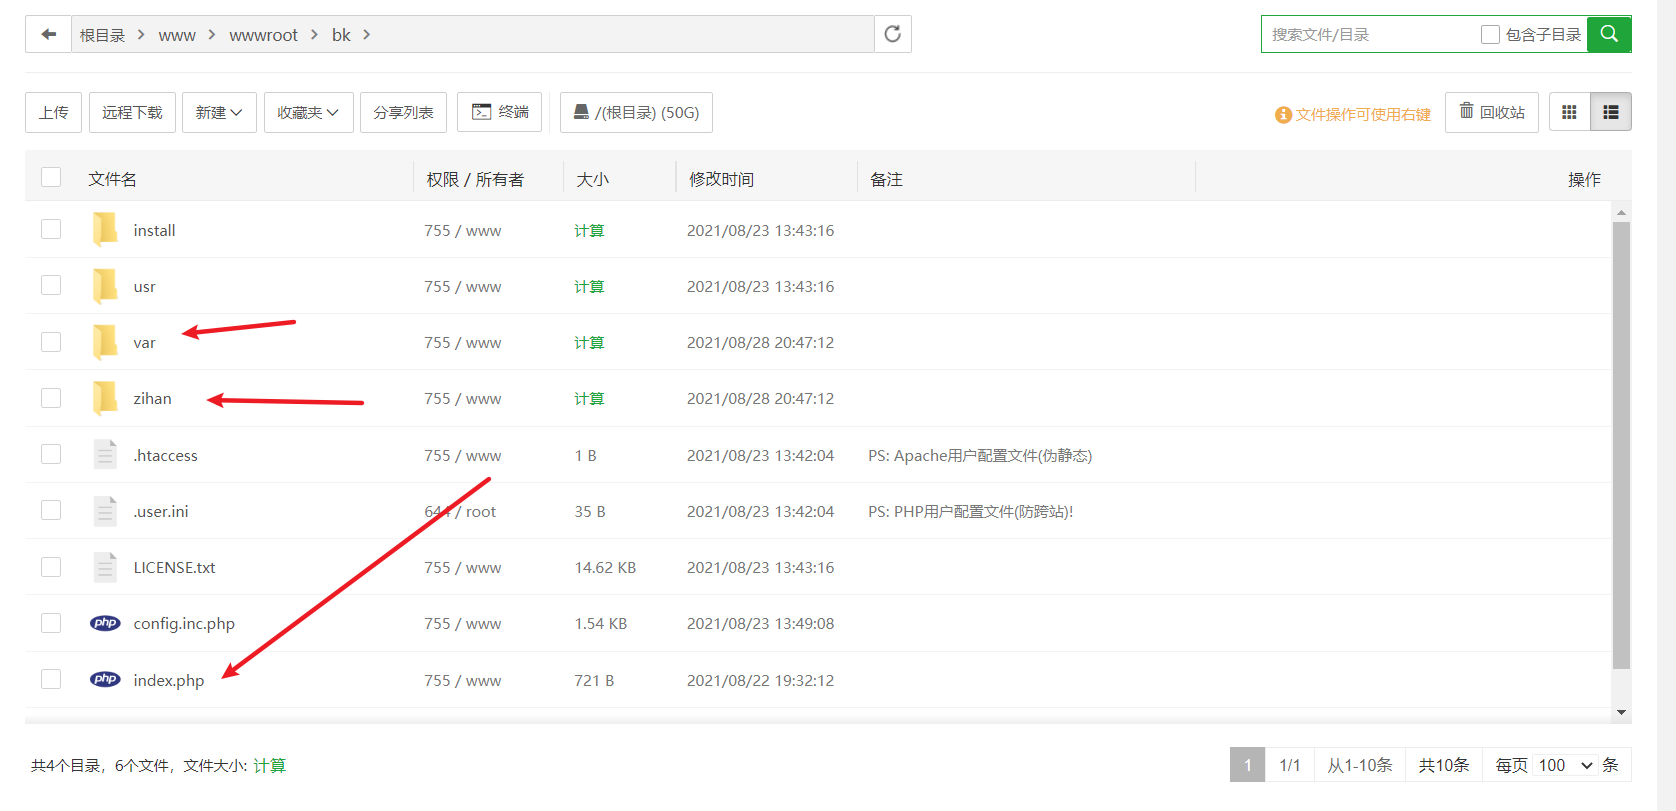 根目录 > www > wwwroot > bk >
搜索文件/目录 包含子目录
上传 远程下载 新建 收藏夹 分享列表 终端 /(根目录) (50G) 文件操作可使用右键 回收站
文件名 权限 / 所有者 大小 修改时间 备注 操作
install 755 / www 计算 2021/08/23 13:43:16
usr 755 / www 计算 2021/08/23 13:43:16
var 755 / www 计算 2021/08/28 20:47:12
zihan 755 / www 计算 2021/08/28 20:47:12
.htaccess 755 / www 1 B 2021/08/23 13:42:04 PS: Apache用户配置文件(伪静态)
.user.ini 644 / root 35 B 2021/08/23 13:42:04 PS: PHP用户配置文件(防跨站)!
LICENSE.txt 755 / www 14.62 KB 2021/08/23 13:43:16
php config.inc.php 755 / www 1.54 KB 2021/08/23 13:49:08
php index.php 755 / www 721 B 2021/08/22 19:32:12
共4个目录，6个文件，文件大小: 计算 1 1/1 从1-10条 共10条 每页 100 条